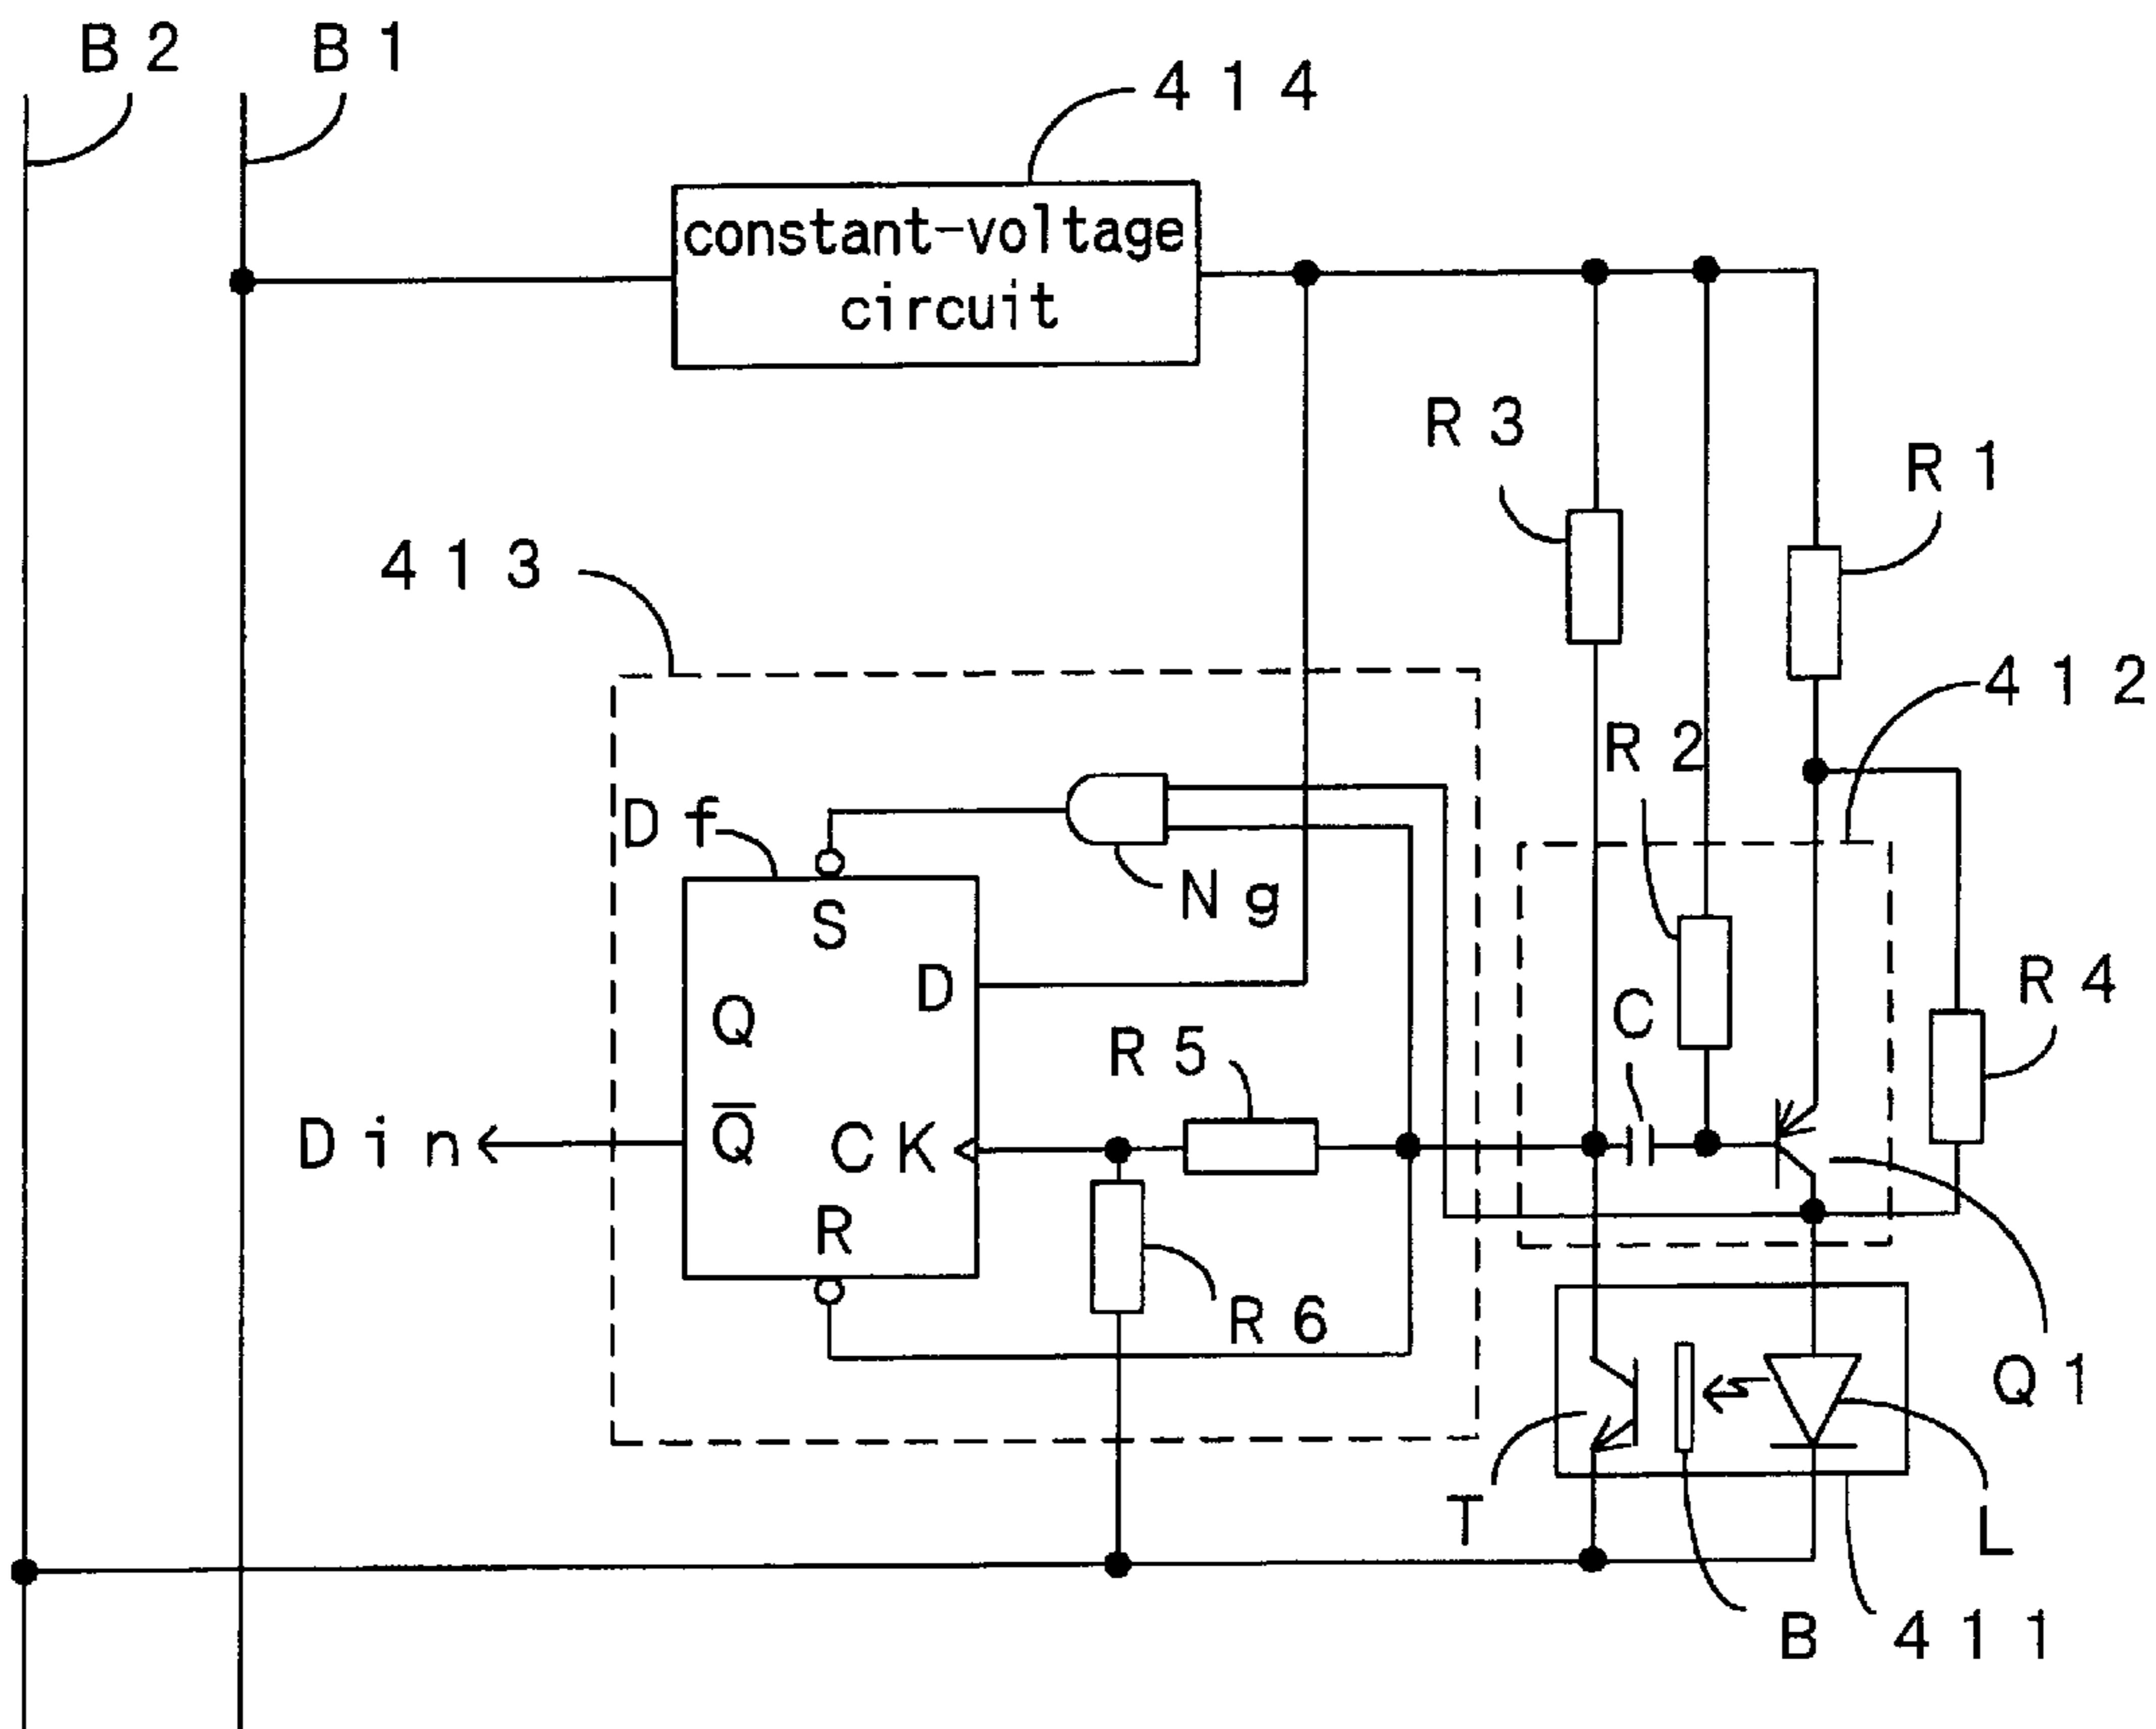 B2
B1
414
constant-voltage
circuit
R3
R1
413
412
R2
Df
Ng
S
D
Q
C
R4
R5
Din
Q̅
CK
R
R6
Q1
T
L
B
411